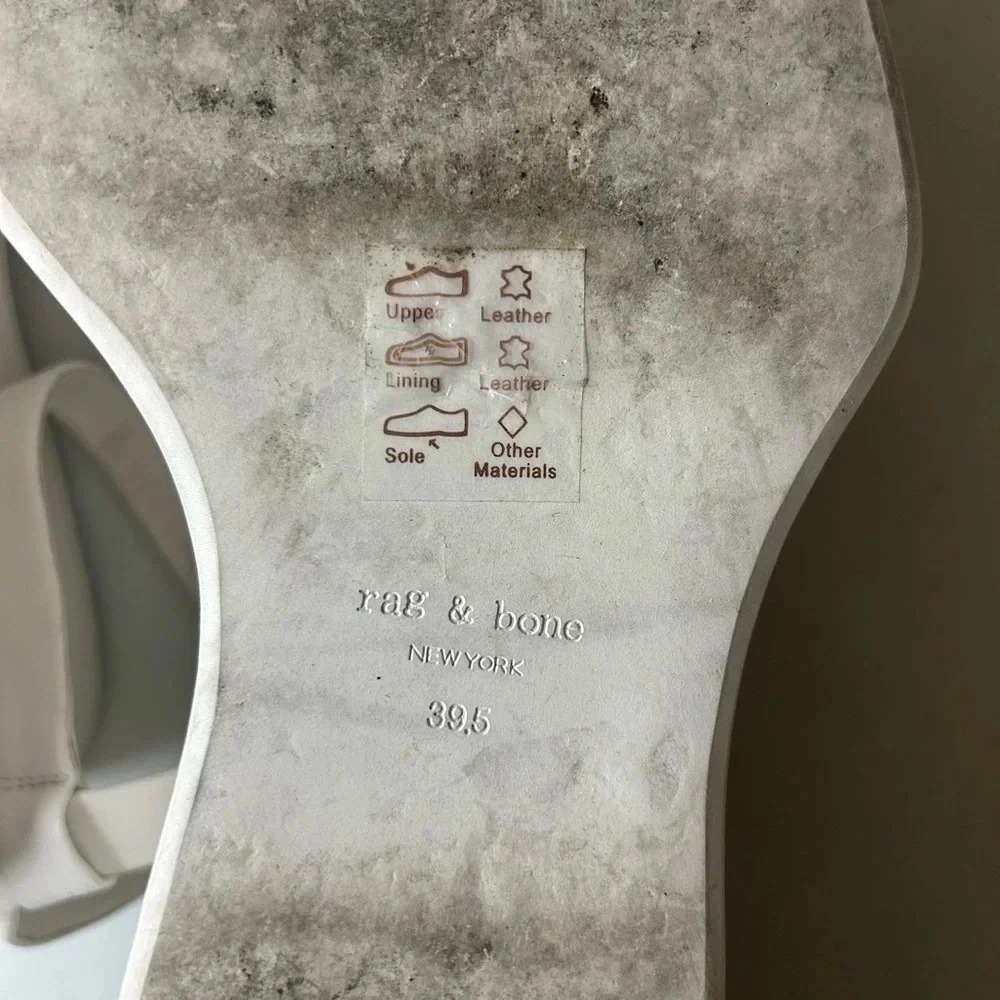 Upper Leather
Lining Leather
Sole Other
Materials
rag & bone
NEW YORK
39.5